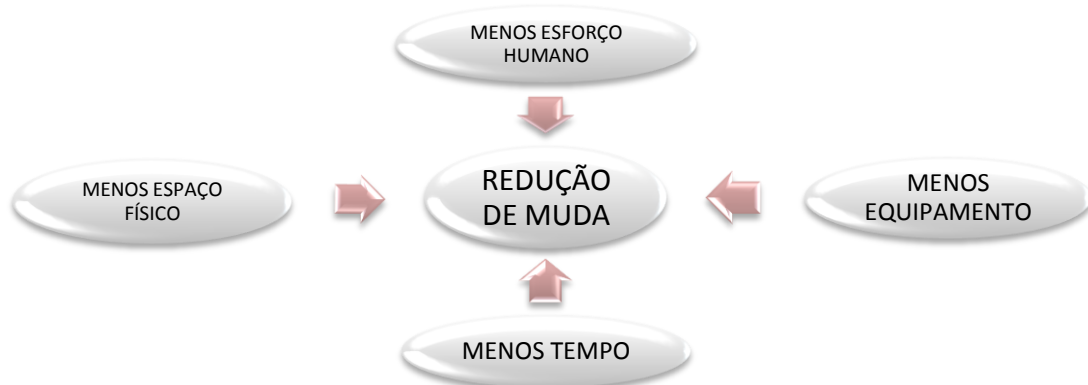 MENOS ESFORÇO
HUMANO
MENOS ESPAÇO
FÍSICO
REDUÇÃO
DE MUDA
MENOS
EQUIPAMENTO
MENOS TEMPO